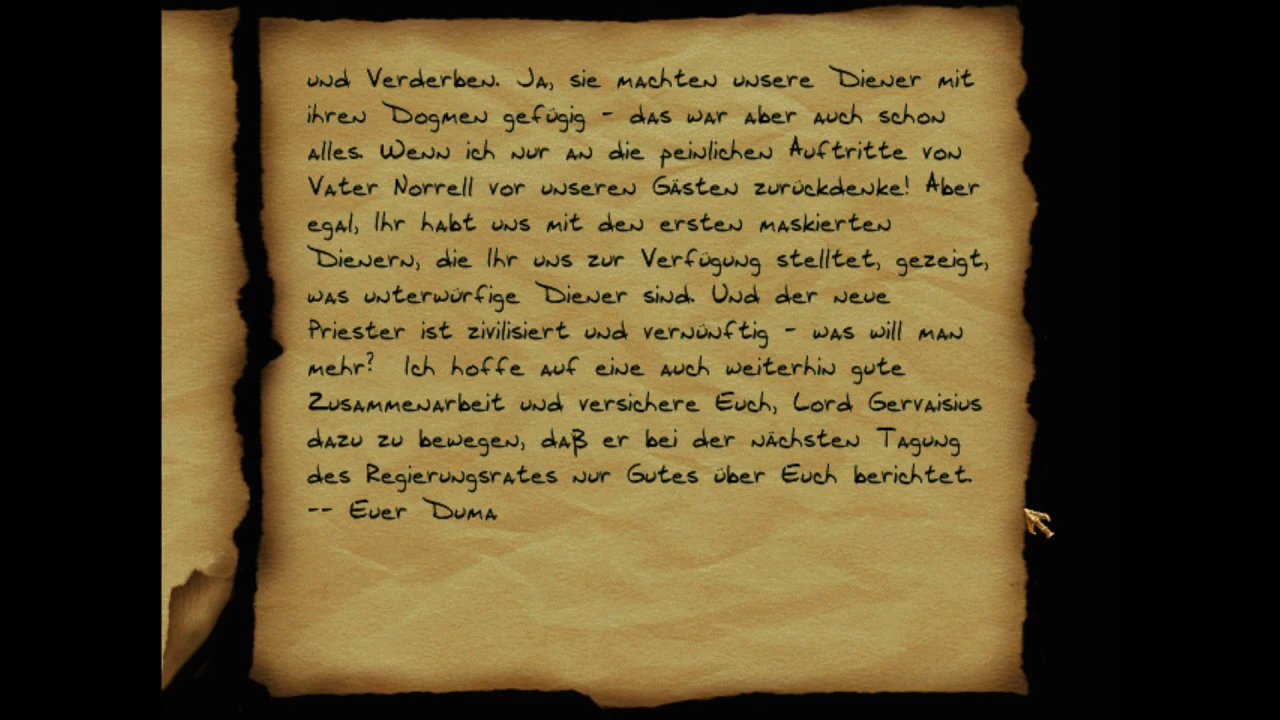 und Verderben. Ja, sie machten unsere Diener mit
ihren Dogmen gefügig - das war aber auch schon
alles. Wenn ich nur an die peinlichen Auftritte von
Vater Norrell vor unseren Gästen zurückdenke! Aber
egal, Ihr habt uns mit den ersten maskierten
Dienern, die Ihr uns zur Verfügung stelltet, gezeigt,
was unterwürfige Diener sind. Und der neue
Priester ist zivilisiert und vernünftig - was will man
mehr?  Ich hoffe auf eine auch weiterhin gute
Zusammenarbeit und versichere Euch, Lord Gervaisius
dazu zu bewegen, daß er bei der nächsten Tagung
des Regierungsrates nur Gutes über Euch berichtet.
-- Euer Duma